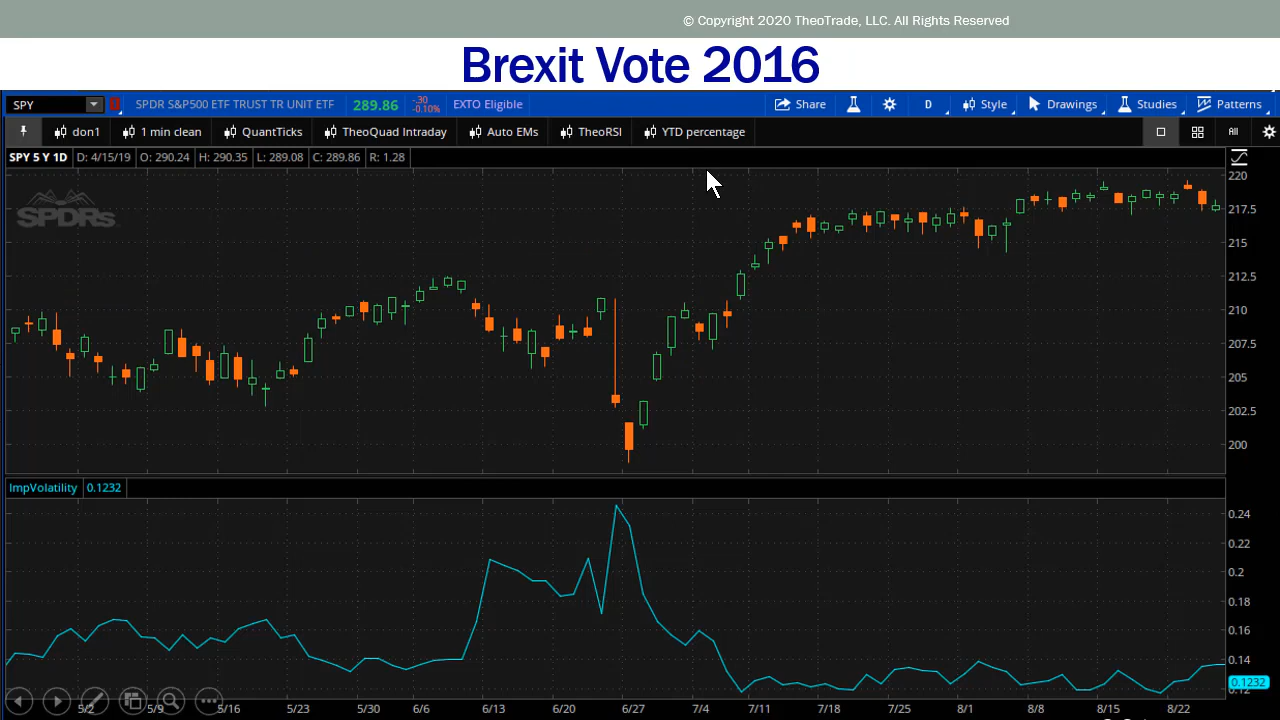 © Copyright 2020 TheoTrade, LLC. All Rights Reserved
Brexit Vote 2016
SPY SPDR S&P500 ETF TRUST TR UNIT ETF 289.86 -.30 -0.10% EXTO Eligible Share D Style Drawings Studies Patterns
don1 1 min clean QuantTicks TheoQuad Intraday Auto EMs TheoRSI YTD percentage All
SPY 5 Y 1D D: 4/15/19 O: 290.24 H: 290.35 L: 289.08 C: 289.86 R: 1.28
220
SPDRs
217.5
215
212.5
210
207.5
205
202.5
200
ImpVolatility 0.1232
0.24
0.22
0.2
0.18
0.16
0.14
0.1232
0.12
5/2 5/9 5/16 5/23 5/30 6/6 6/13 6/20 6/27 7/4 7/11 7/18 7/25 8/1 8/8 8/15 8/22